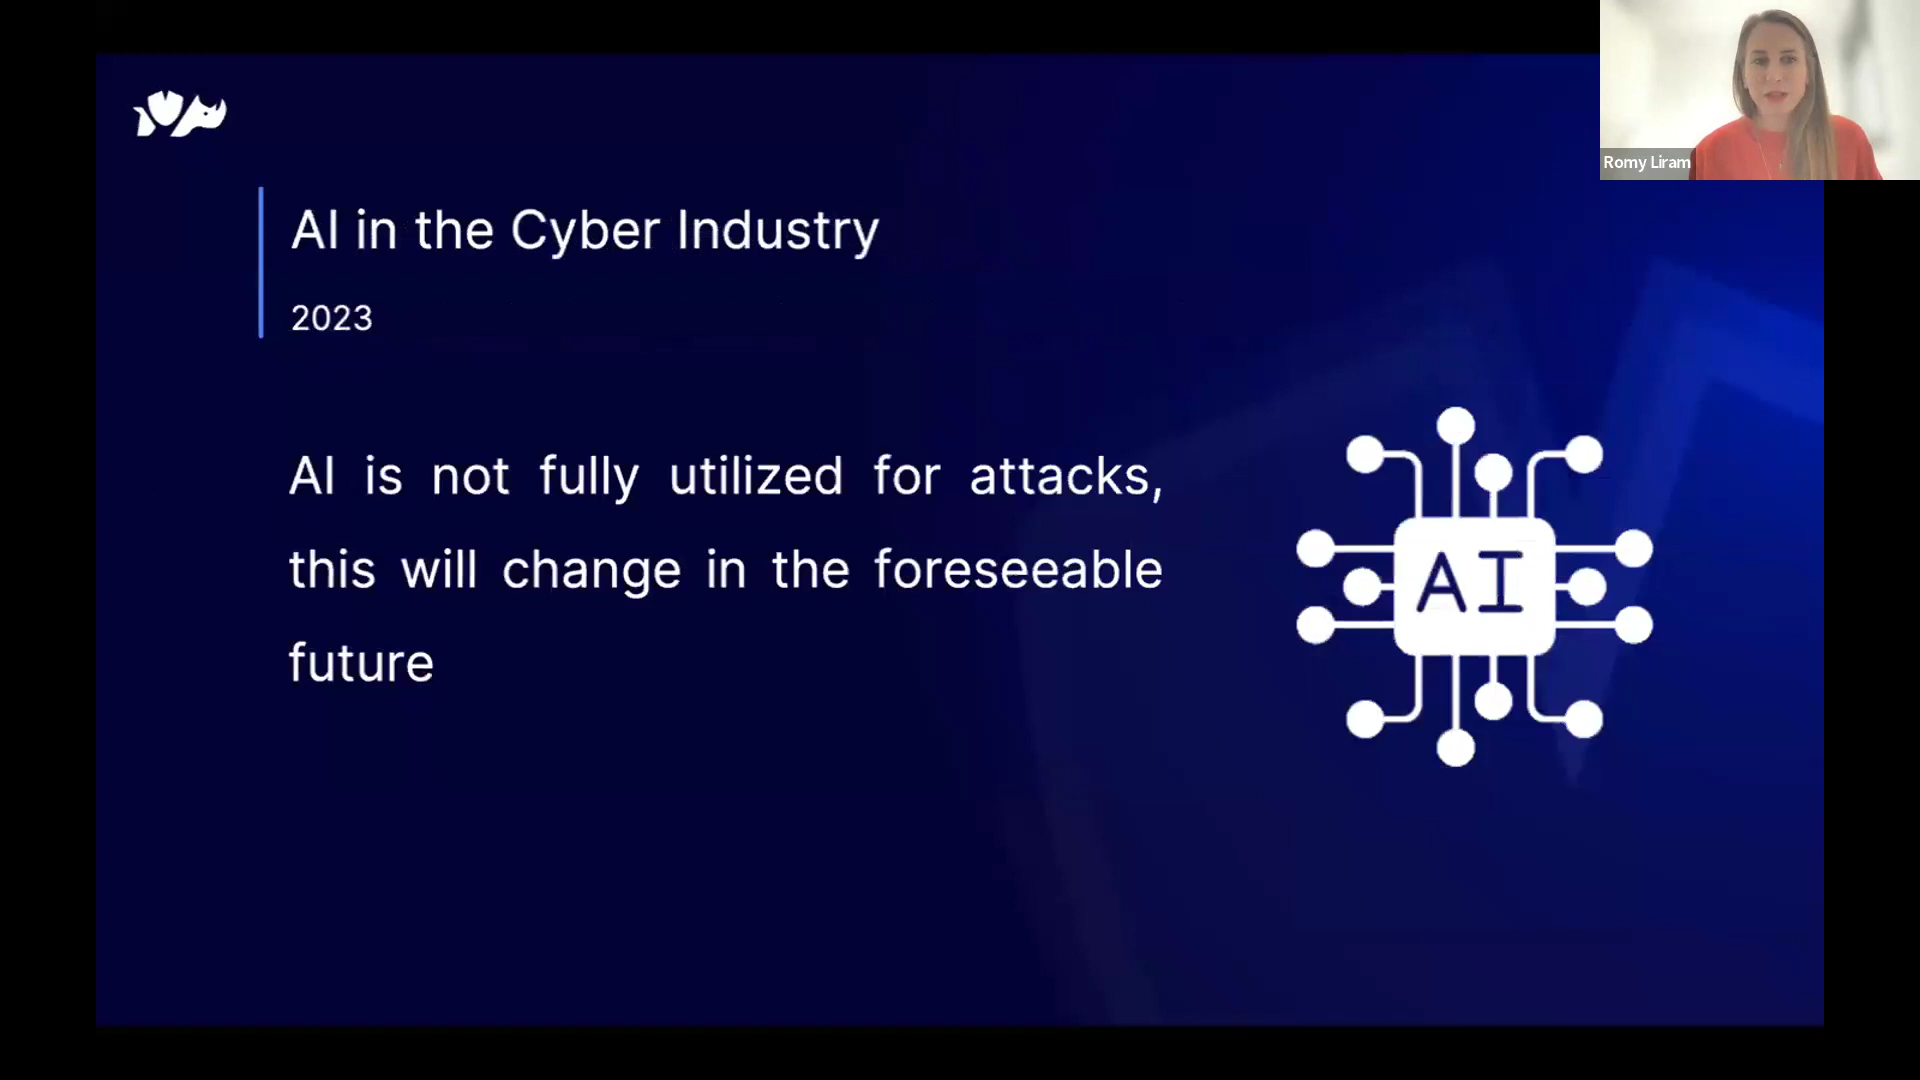 Romy Liram
AI in the Cyber Industry
2023
AI is not fully utilized for attacks,
this will change in the foreseeable
future
AI